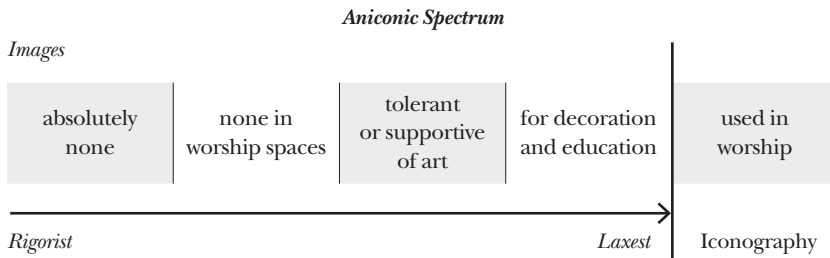 Aniconic Spectrum
Images
absolutely
none
none in
worship spaces
tolerant
or supportive
of art
for decoration
and education
used in
worship
Rigorist
Laxest
Iconography